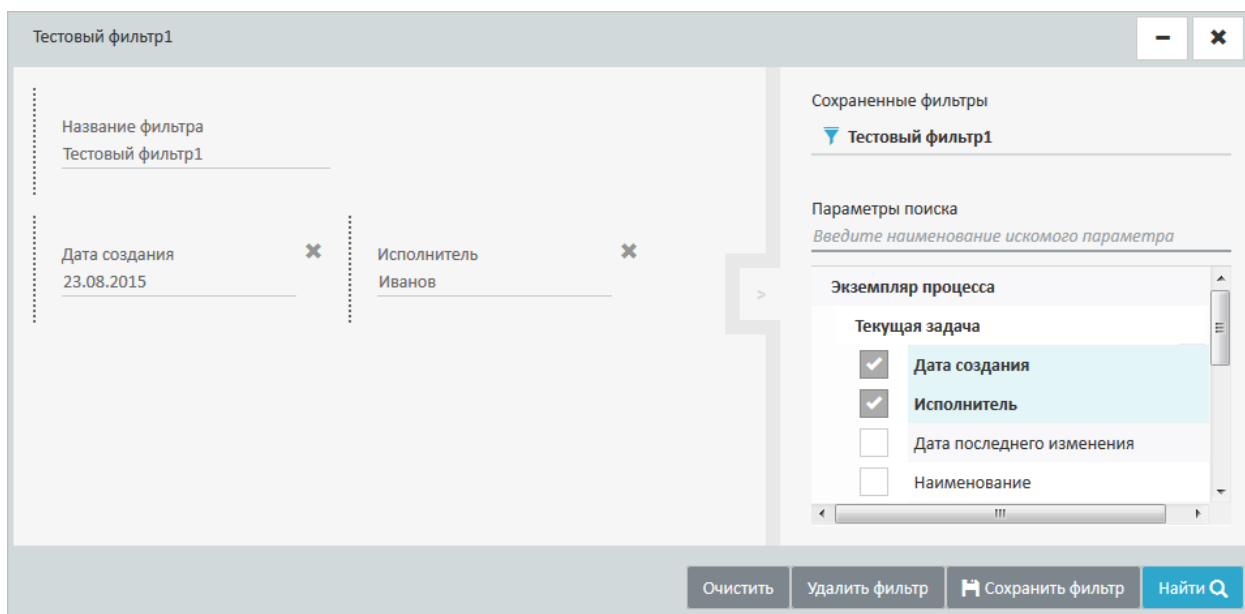 Тестовый фильтр1
Название фильтра
Тестовый фильтр1
Дата создания
23.08.2015
Исполнитель
Иванов
>
Сохраненные фильтры
Тестовый фильтр1
Параметры поиска
Введите наименование искомого параметра
Экземпляр процесса
Текущая задача
Дата создания
Исполнитель
Дата последнего изменения
Наименование
Очистить
Удалить фильтр
Сохранить фильтр
Найти